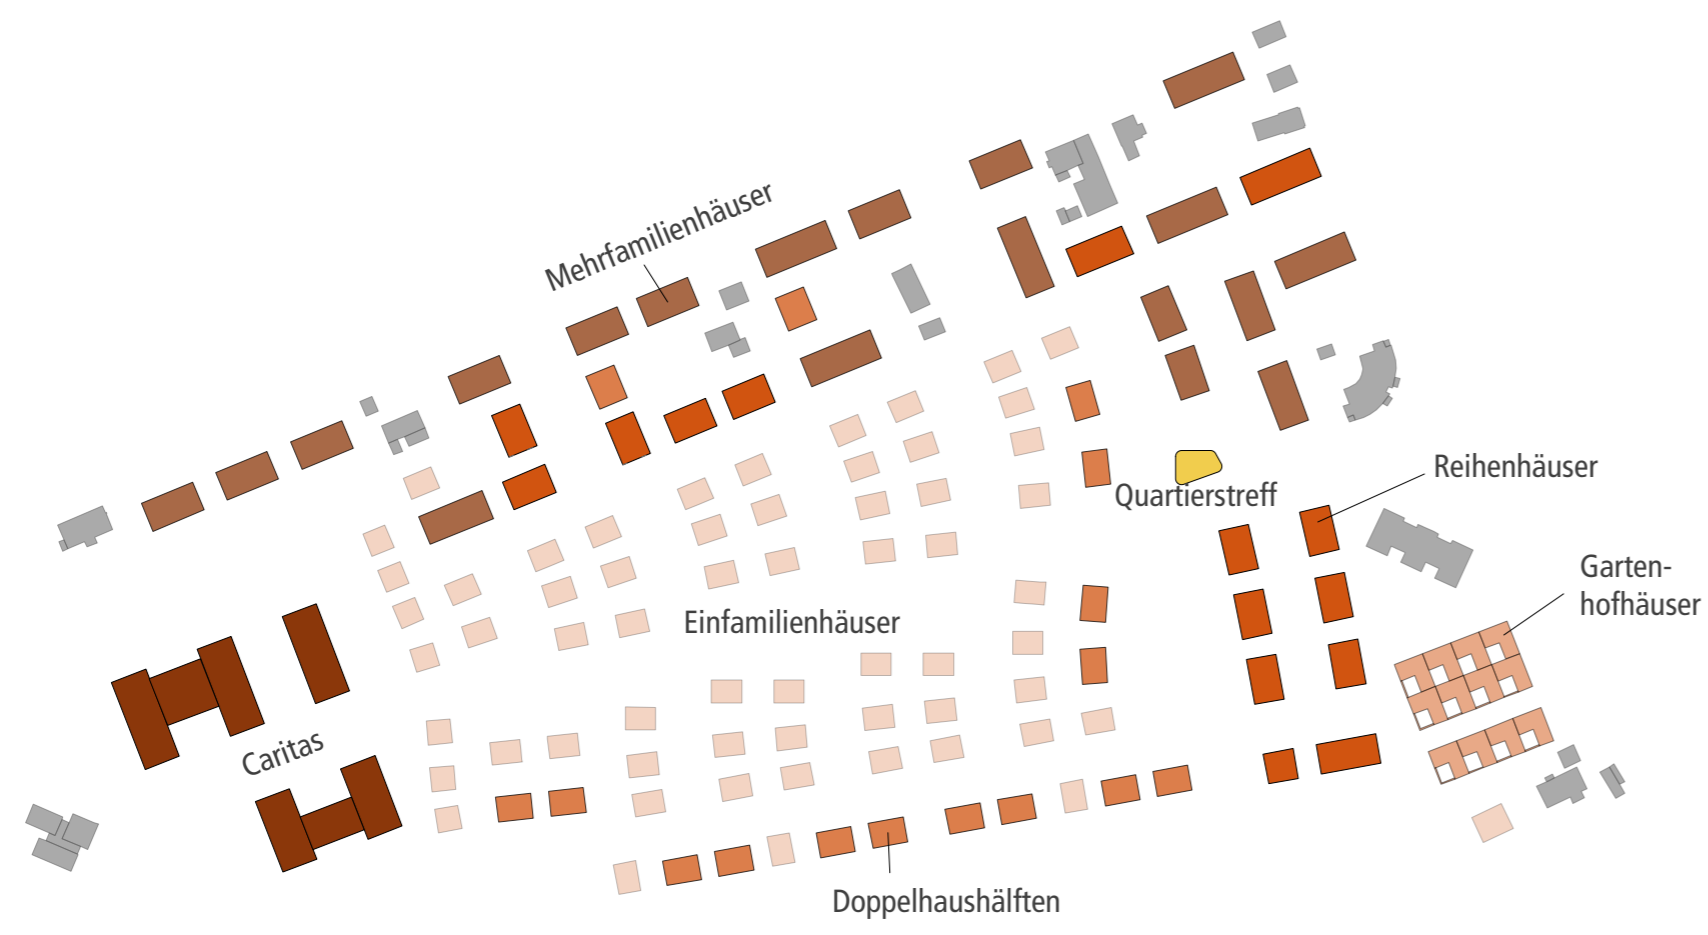 Mehrfamilienhäuser
Reihenhäuser
Quartierstreff
Garten-
hofhäuser
Einfamilienhäuser
Caritas
Doppelhaushälften